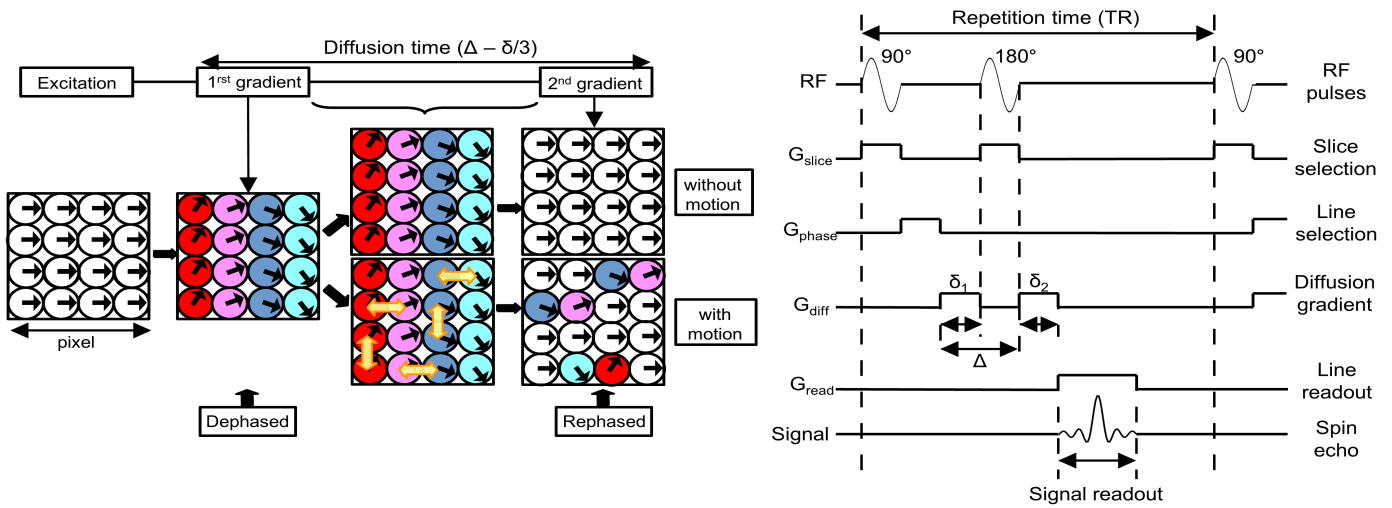 Diffusion time (Δ – δ/3)
Excitation
1rst gradient
2nd gradient
without
motion
with
motion
pixel
Dephased
Rephased
Repetition time (TR)
90°
180°
90°
RF
RF
pulses
Gslice
Slice
selection
Gphase
Line
selection
δ1
δ2
Gdiff
Diffusion
gradient
Δ
Gread
Line
readout
Signal
Spin
echo
Signal readout